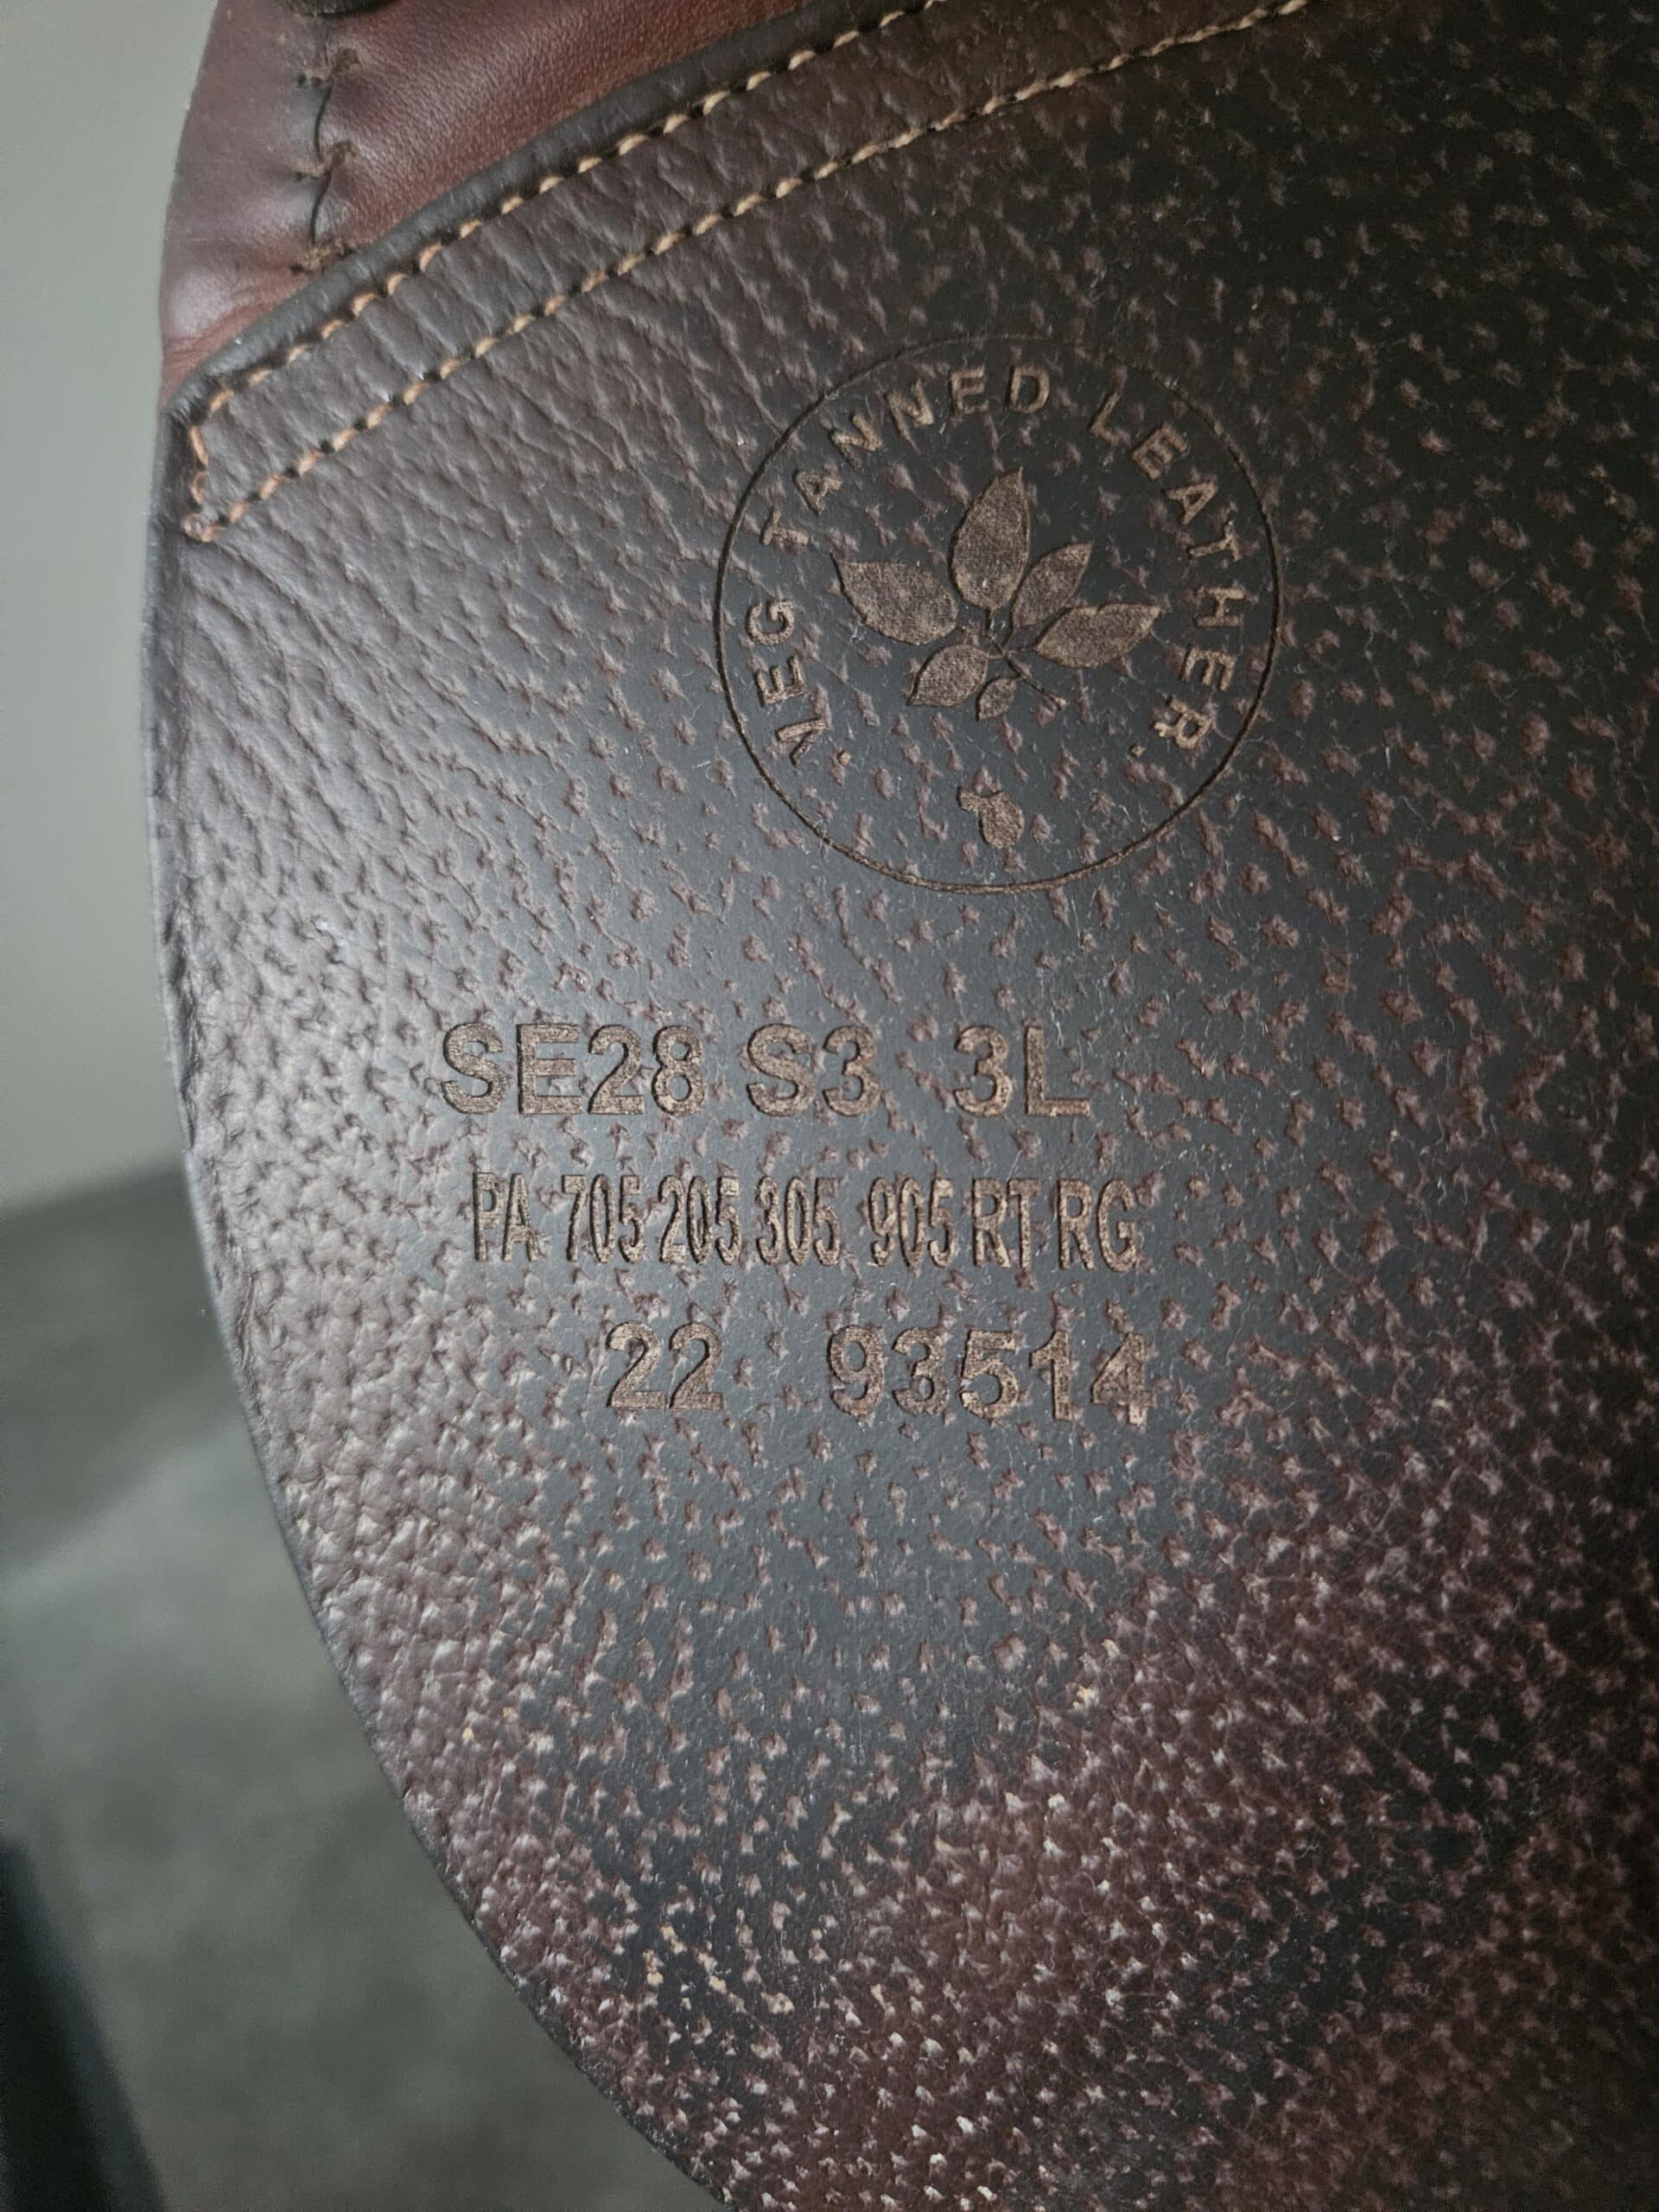 VEG TANNED LEATHER
SE28 S3 3L
PA 705 205 305 905 RT RG
22 93514